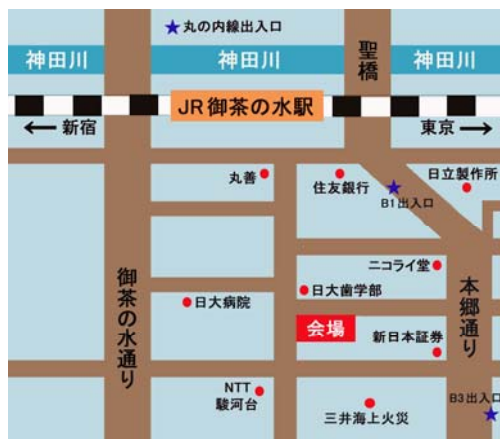 丸の内線出入口
神田川
神田川
聖橋
神田川
JR御茶の水駅
新宿
東京
丸善
住友銀行
日立製作所
B1出入口
ニコライ堂
御茶の水通り
日大病院
日大歯学部
本郷通り
会場
新日本証券
NTT
駿河台
三井海上火災
B3出入口